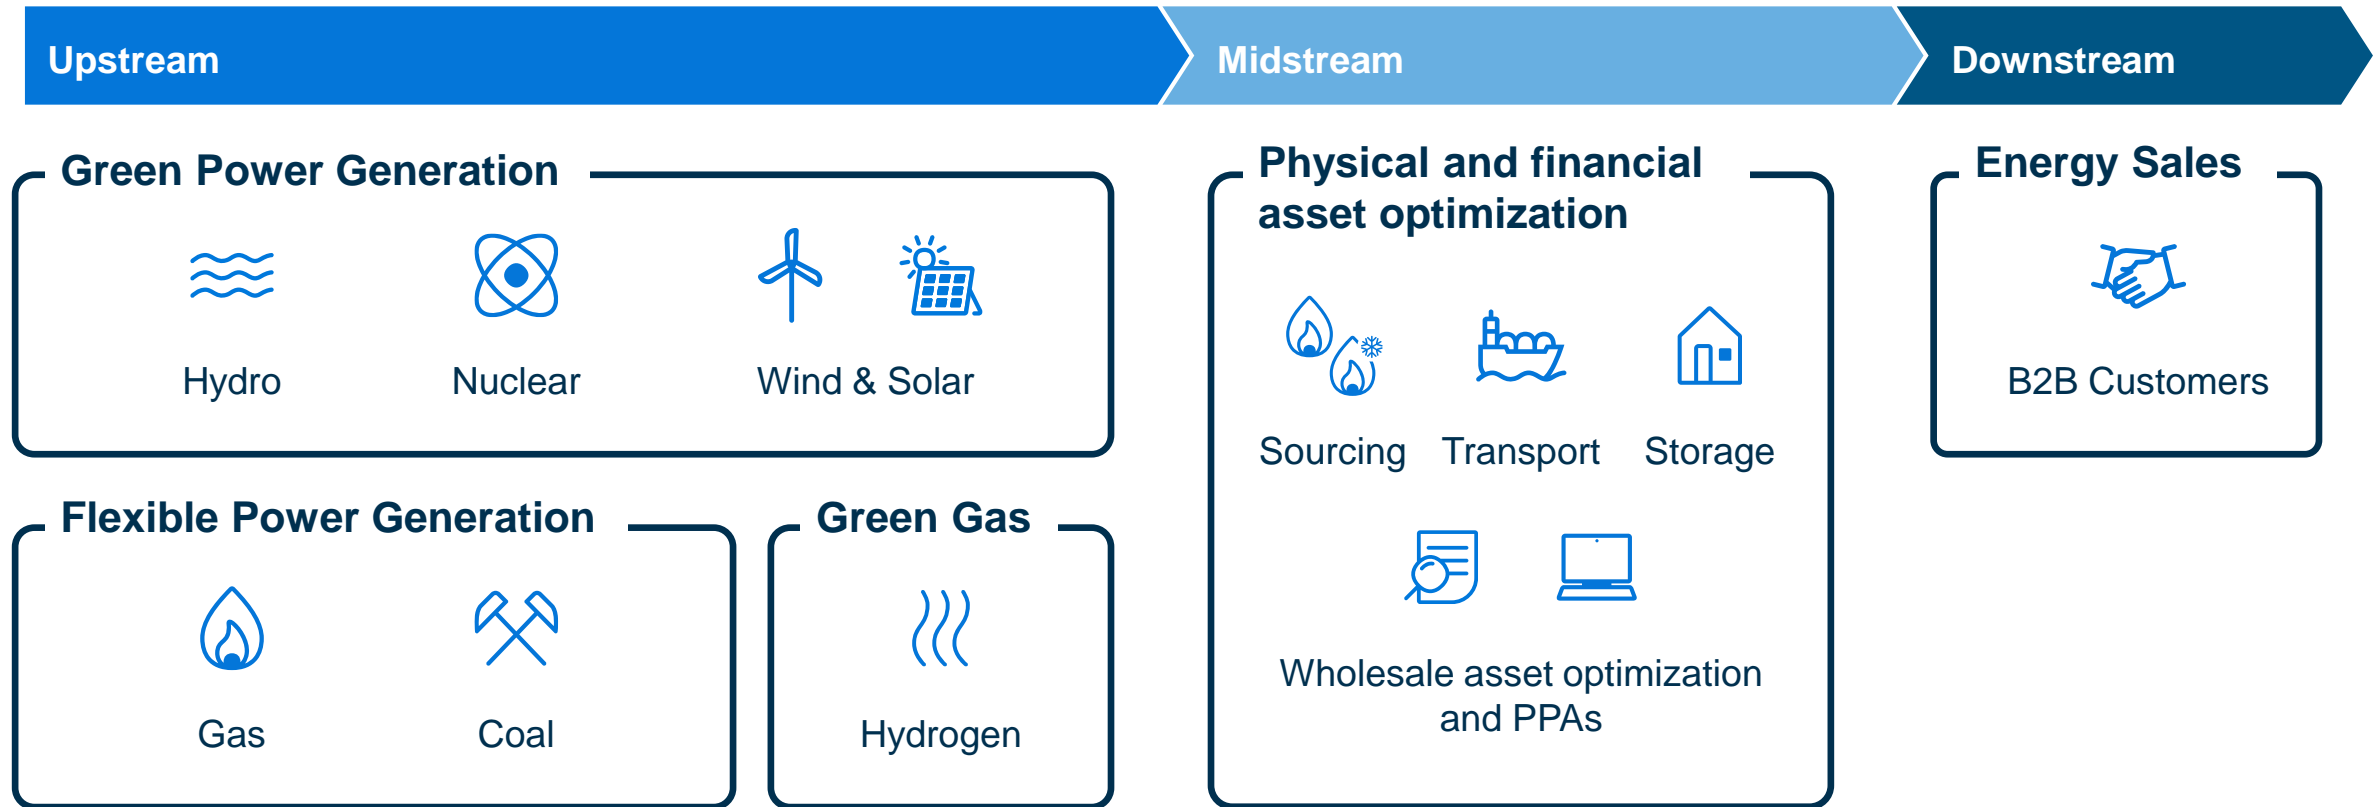 Upstream
Midstream
Downstream
Green Power Generation
Hydro
Nuclear
Wind & Solar
Flexible Power Generation
Gas
Coal
Green Gas
Hydrogen
Physical and financial
asset optimization
Sourcing
Transport
Storage
Wholesale asset optimization
and PPAs
Energy Sales
B2B Customers